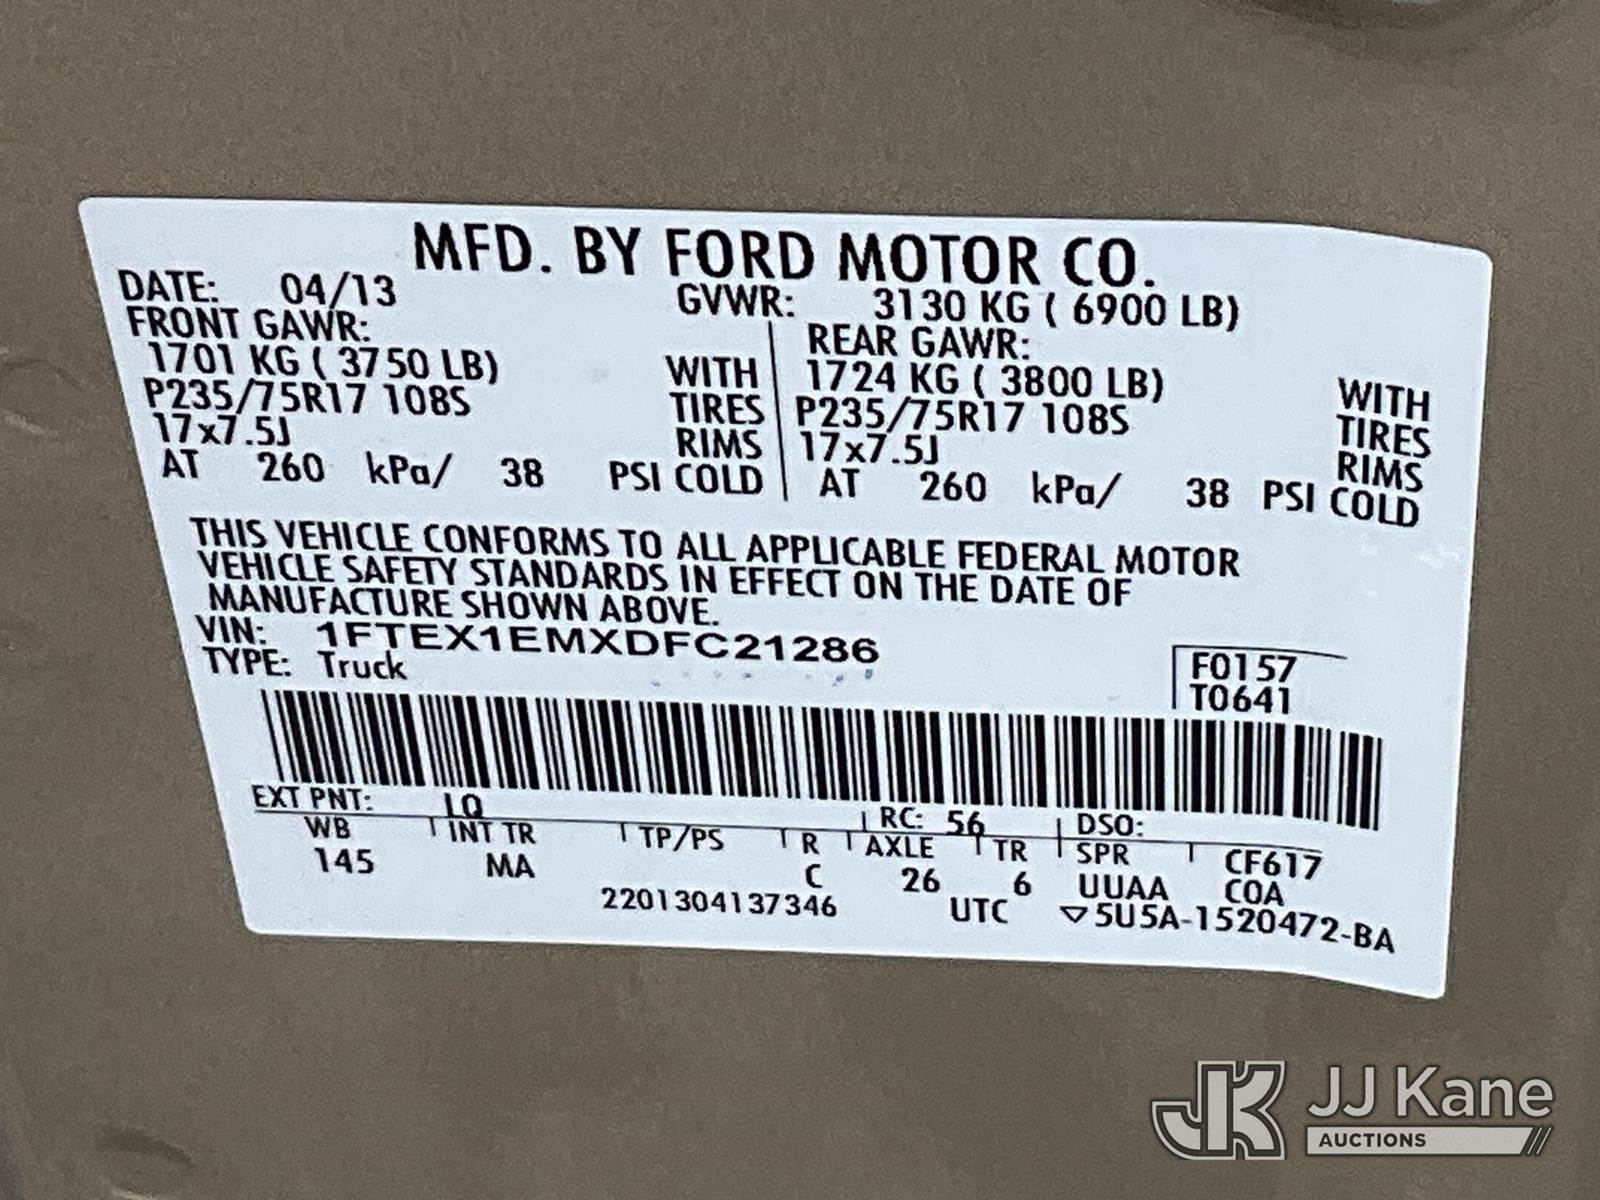 MFD. BY FORD MOTOR CO.
DATE: 04/13 GVWR: 3130 KG ( 6900 LB)
FRONT GAWR: REAR GAWR:
1701 KG ( 3750 LB) WITH 1724 KG ( 3800 LB) WITH
P235/75R17 108S TIRES P235/75R17 108S TIRES
17x7.5J RIMS 17x7.5J RIMS
AT 260 kPa/ 38 PSI COLD AT 260 kPa/ 38 PSI COLD
THIS VEHICLE CONFORMS TO ALL APPLICABLE FEDERAL MOTOR
VEHICLE SAFETY STANDARDS IN EFFECT ON THE DATE OF
MANUFACTURE SHOWN ABOVE.
VIN: 1FTEX1EMXDFC21286
TYPE: Truck
F0157
T0641
EXT PNT: LQ RC: 56 DSO:
WB INT TR TP/PS R AXLE TR SPR CF617
145 MA C 26 6 UUAA COA
2201304137346 UTC ▽5U5A-1520472-BA
JK JJ Kane
AUCTIONS